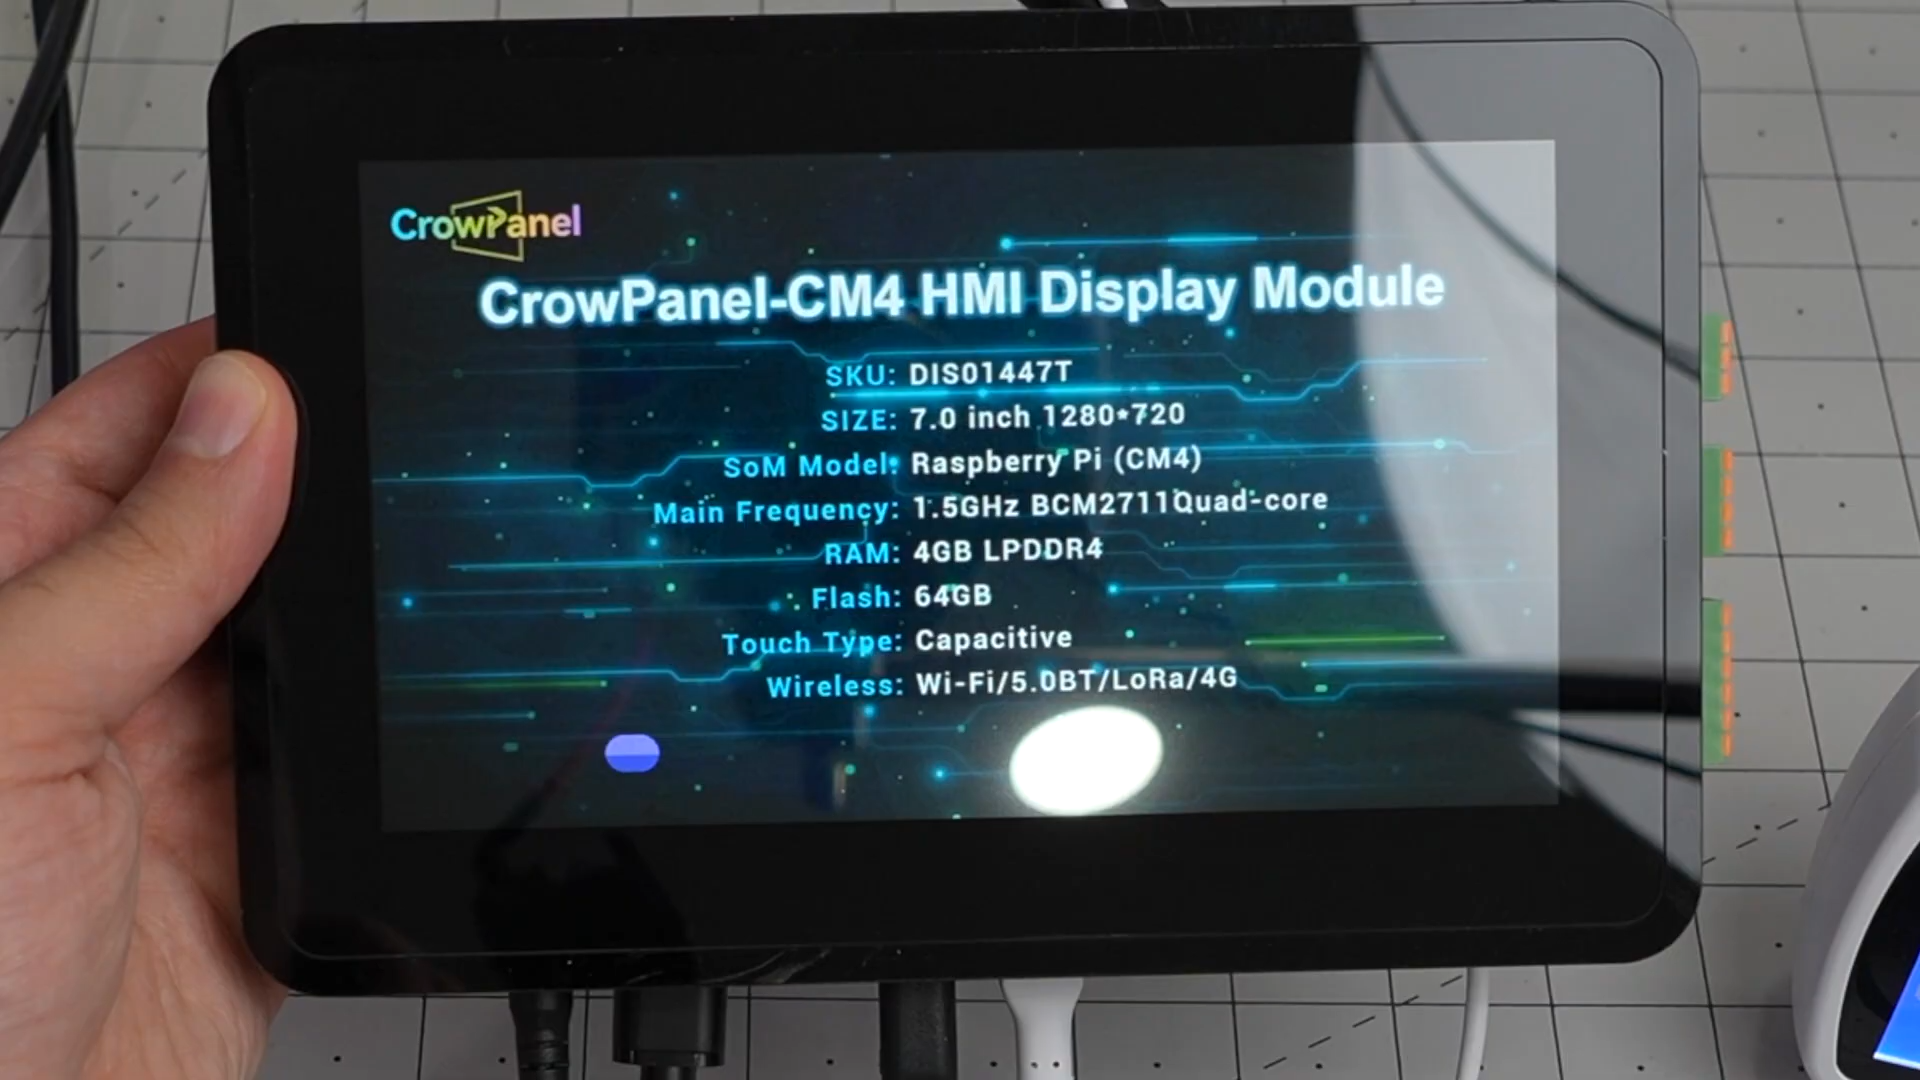 CrowPanel
CrowPanel-CM4 HMI Display Module
SKU: DIS01447T
SIZE: 7.0 inch 1280*720
SoM Model: Raspberry Pi (CM4)
Main Frequency: 1.5GHz BCM2711Quad-core
RAM: 4GB LPDDR4
Flash: 64GB
Touch Type: Capacitive
Wireless: Wi-Fi/5.0BT/LoRa/4G